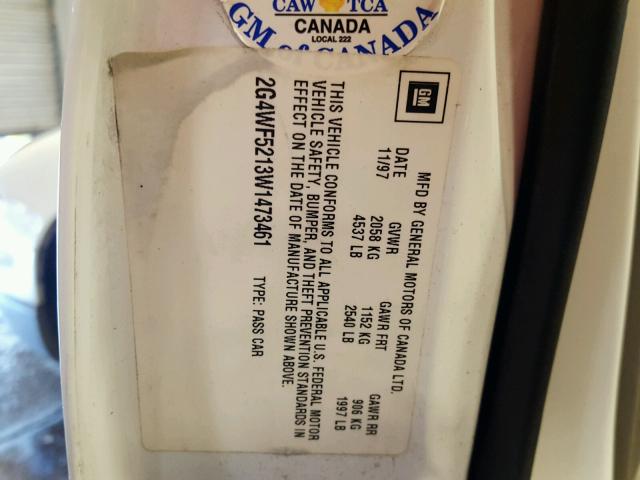 CAW TCA
CANADA
LOCAL 222
GM of CANADA
GM
MFD BY GENERAL MOTORS OF CANADA LTD.
DATE GVWR GAWR FRT GAWR RR
11/97 2058 KG 1152 KG 906 KG
4537 LB 2540 LB 1997 LB
THIS VEHICLE CONFORMS TO ALL APPLICABLE U.S. FEDERAL MOTOR
VEHICLE SAFETY, BUMPER, AND THEFT PREVENTION STANDARDS IN
EFFECT ON THE DATE OF MANUFACTURE SHOWN ABOVE.
2G4WF5213W1473461 TYPE: PASS CAR